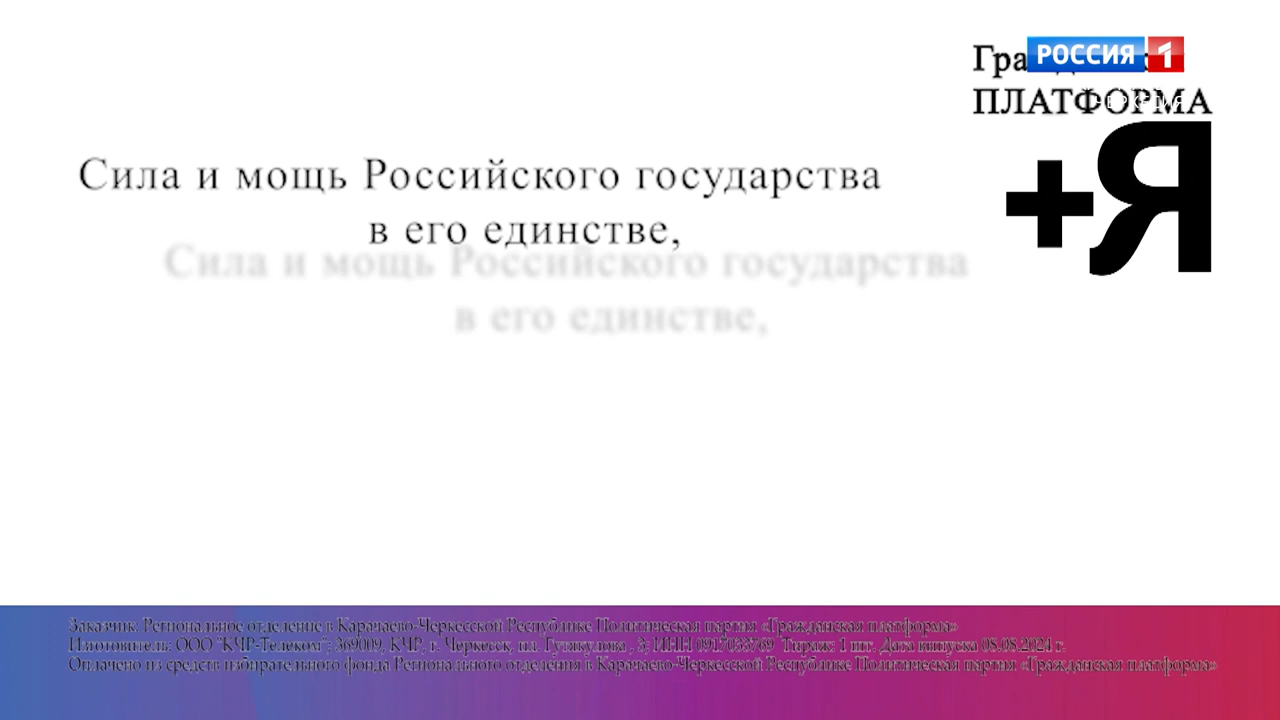 РОССИЯ 1
ПЛАТФОРМА
+Я
Сила и мощь Российского государства
в его единстве,
Сила и мощь Российского государства
в его единстве,
Заказчик: Региональное отделение в Карачаево-Черкесской Республике Политическая партия «Гражданская платформа»
Изготовитель: ООО "КЧР-Телеком"; 369009, КЧР, г. Черкесск, пл. Гутякулова , 3; ИНН 0917033769 Тираж: 1 шт. Дата выпуска 08.08.2024 г.
Оплачено из средств избирательного фонда Регионального отделения в Карачаево-Черкесской Республике Политическая партия «Гражданская платформа»